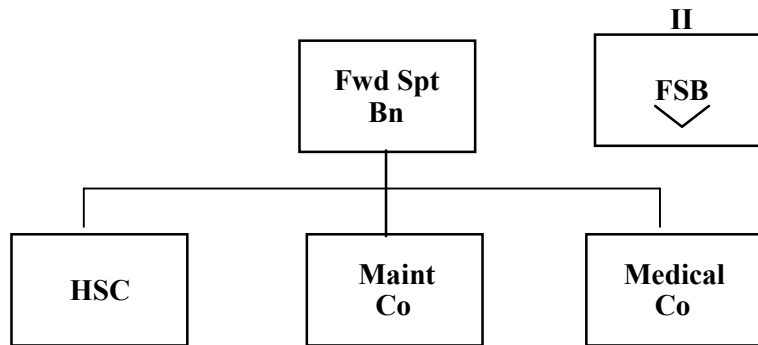 II
Fwd Spt
Bn
FSB
HSC
Maint
Co
Medical
Co